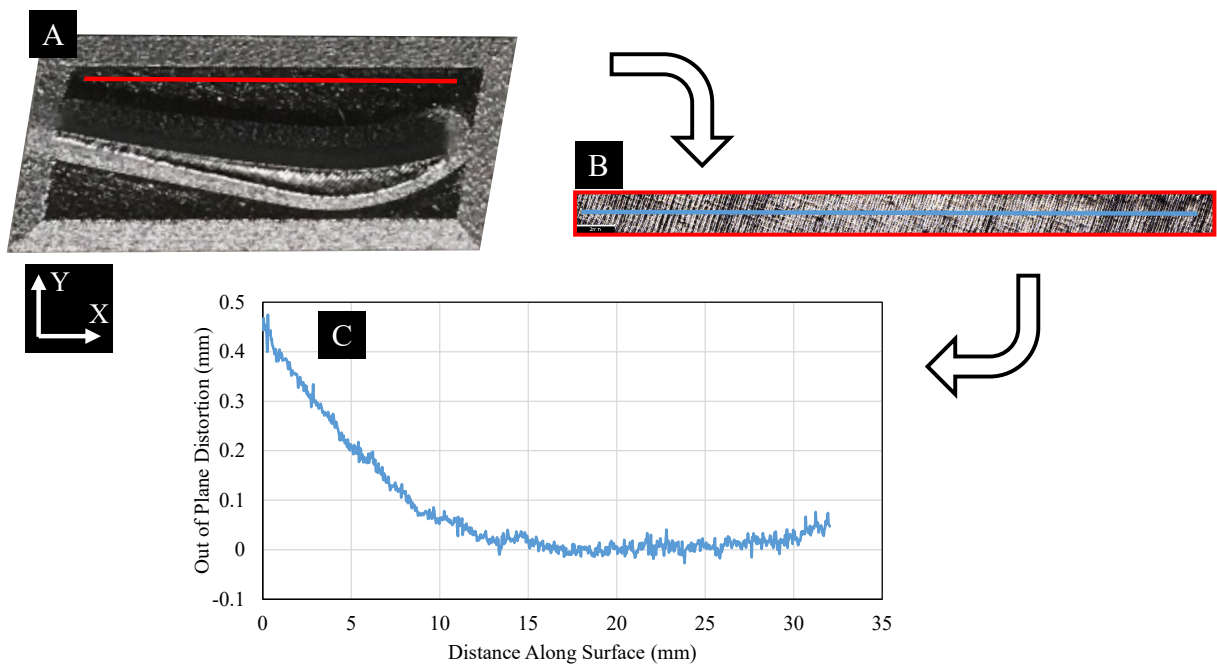 A
B
Y
X
C
0.5
0.4
0.3
0.2
0.1
0
-0.1
Out of Plane Distortion (mm)
0 5 10 15 20 25 30 35
Distance Along Surface (mm)